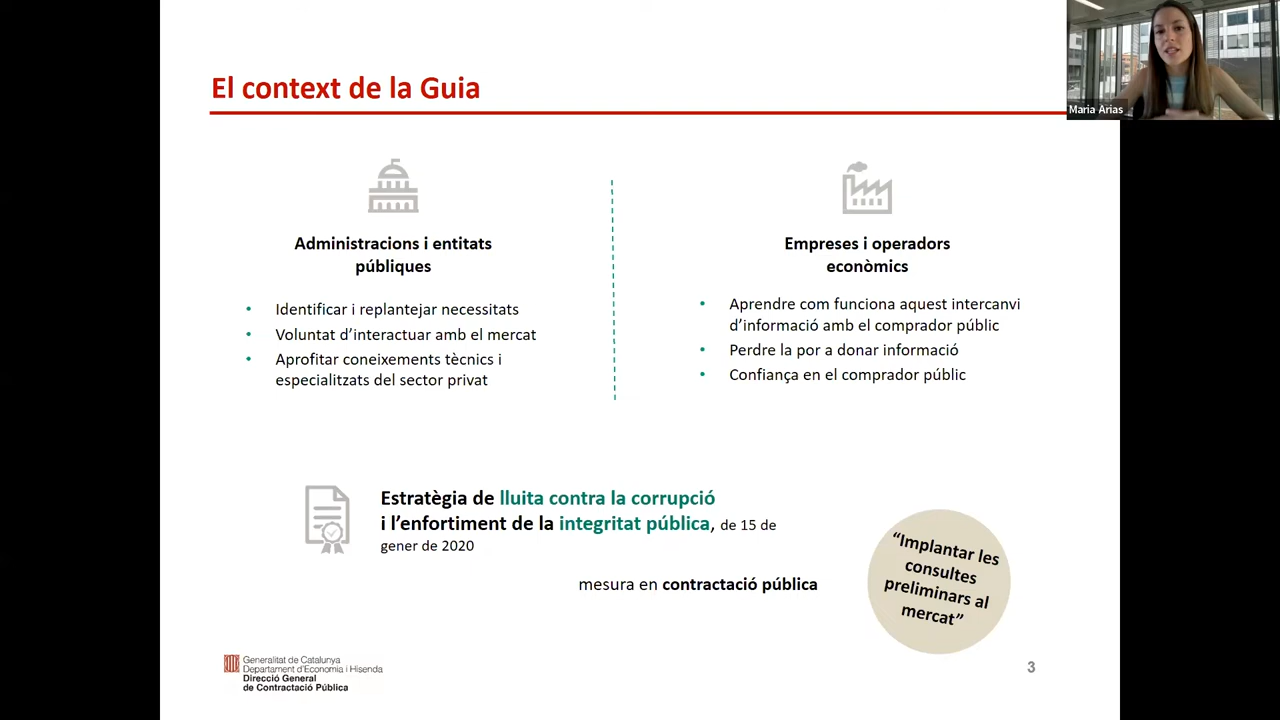 El context de la Guia
Maria Arias
Administracions i entitats
públiques
• Identificar i replantejar necessitats
• Voluntat d’interactuar amb el mercat
• Aprofitar coneixements tècnics i
especialitzats del sector privat
Empreses i operadors
econòmics
• Aprendre com funciona aquest intercanvi
d’informació amb el comprador públic
• Perdre la por a donar informació
• Confiança en el comprador públic
Estratègia de lluita contra la corrupció
i l’enfortiment de la integritat pública, de 15 de
gener de 2020
mesura en contractació pública
“Implantar les
consultes
preliminars al
mercat”
Generalitat de Catalunya
Departament d’Economia i Hisenda
Direcció General
de Contractació Pública
3